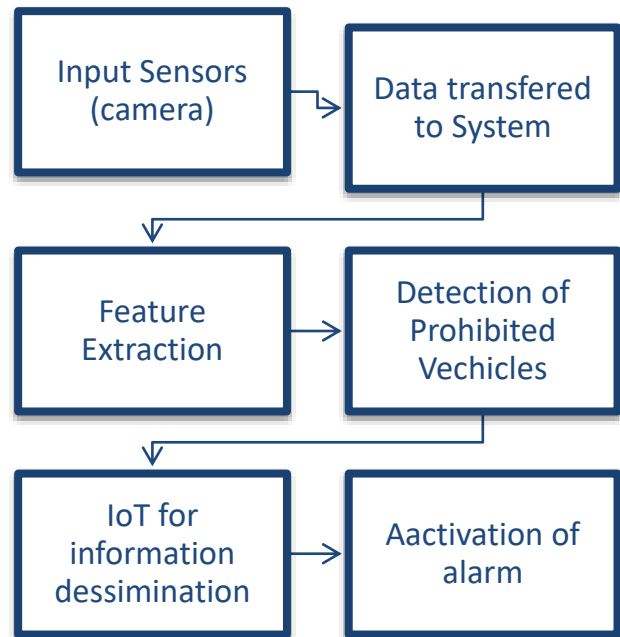 Input Sensors
(camera)
Data transfered
to System
Feature
Extraction
Detection of
Prohibited
Vechicles
IoT for
information
dessimination
Aactivation of
alarm